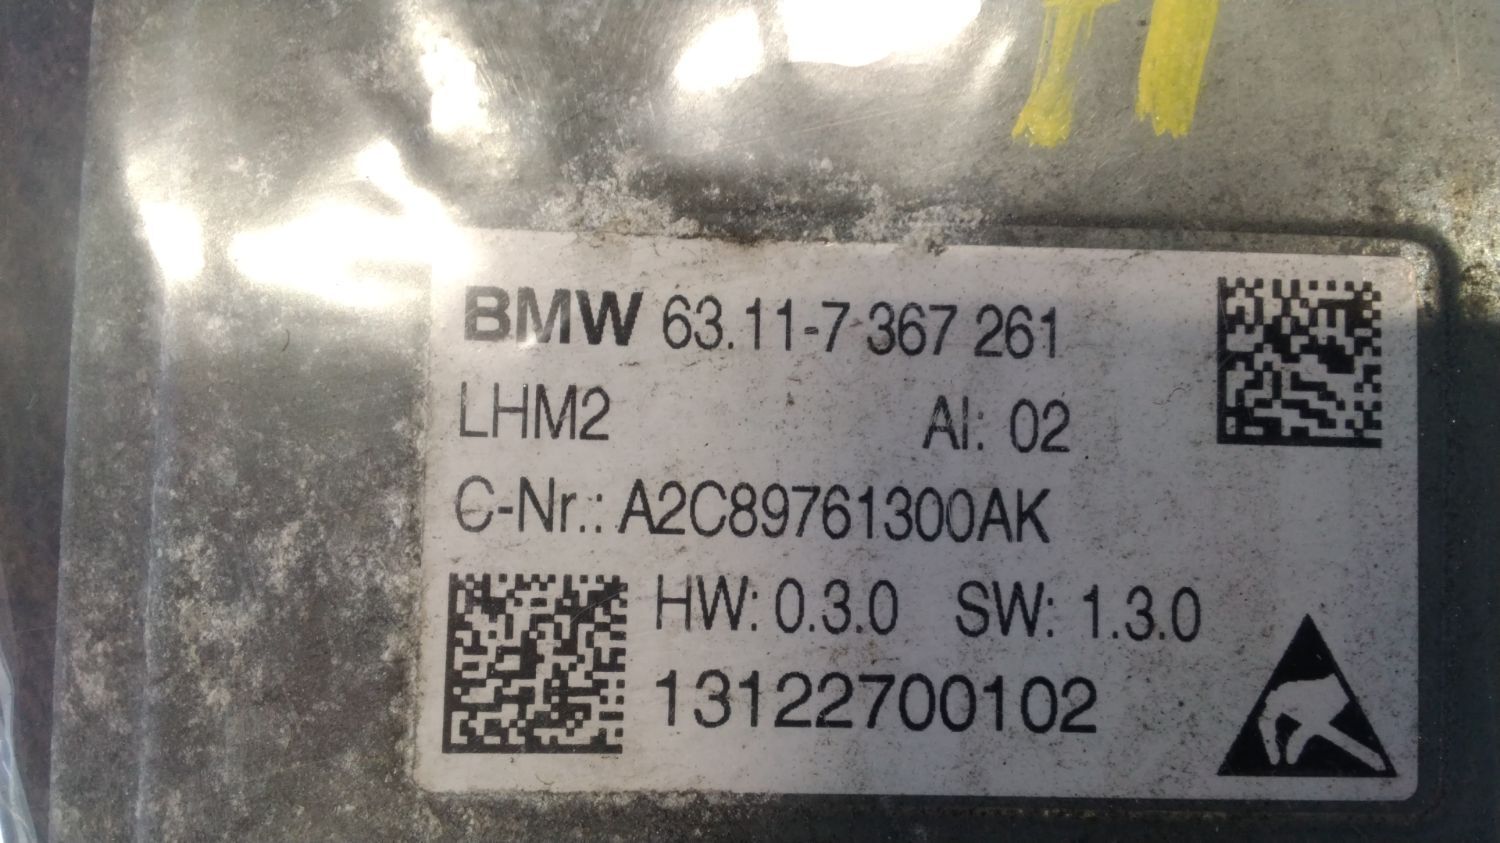 BMW 63.11-7 367 261
LHM2 AI: 02
C-Nr.: A2C89761300AK
HW: 0.3.0 SW: 1.3.0
13122700102